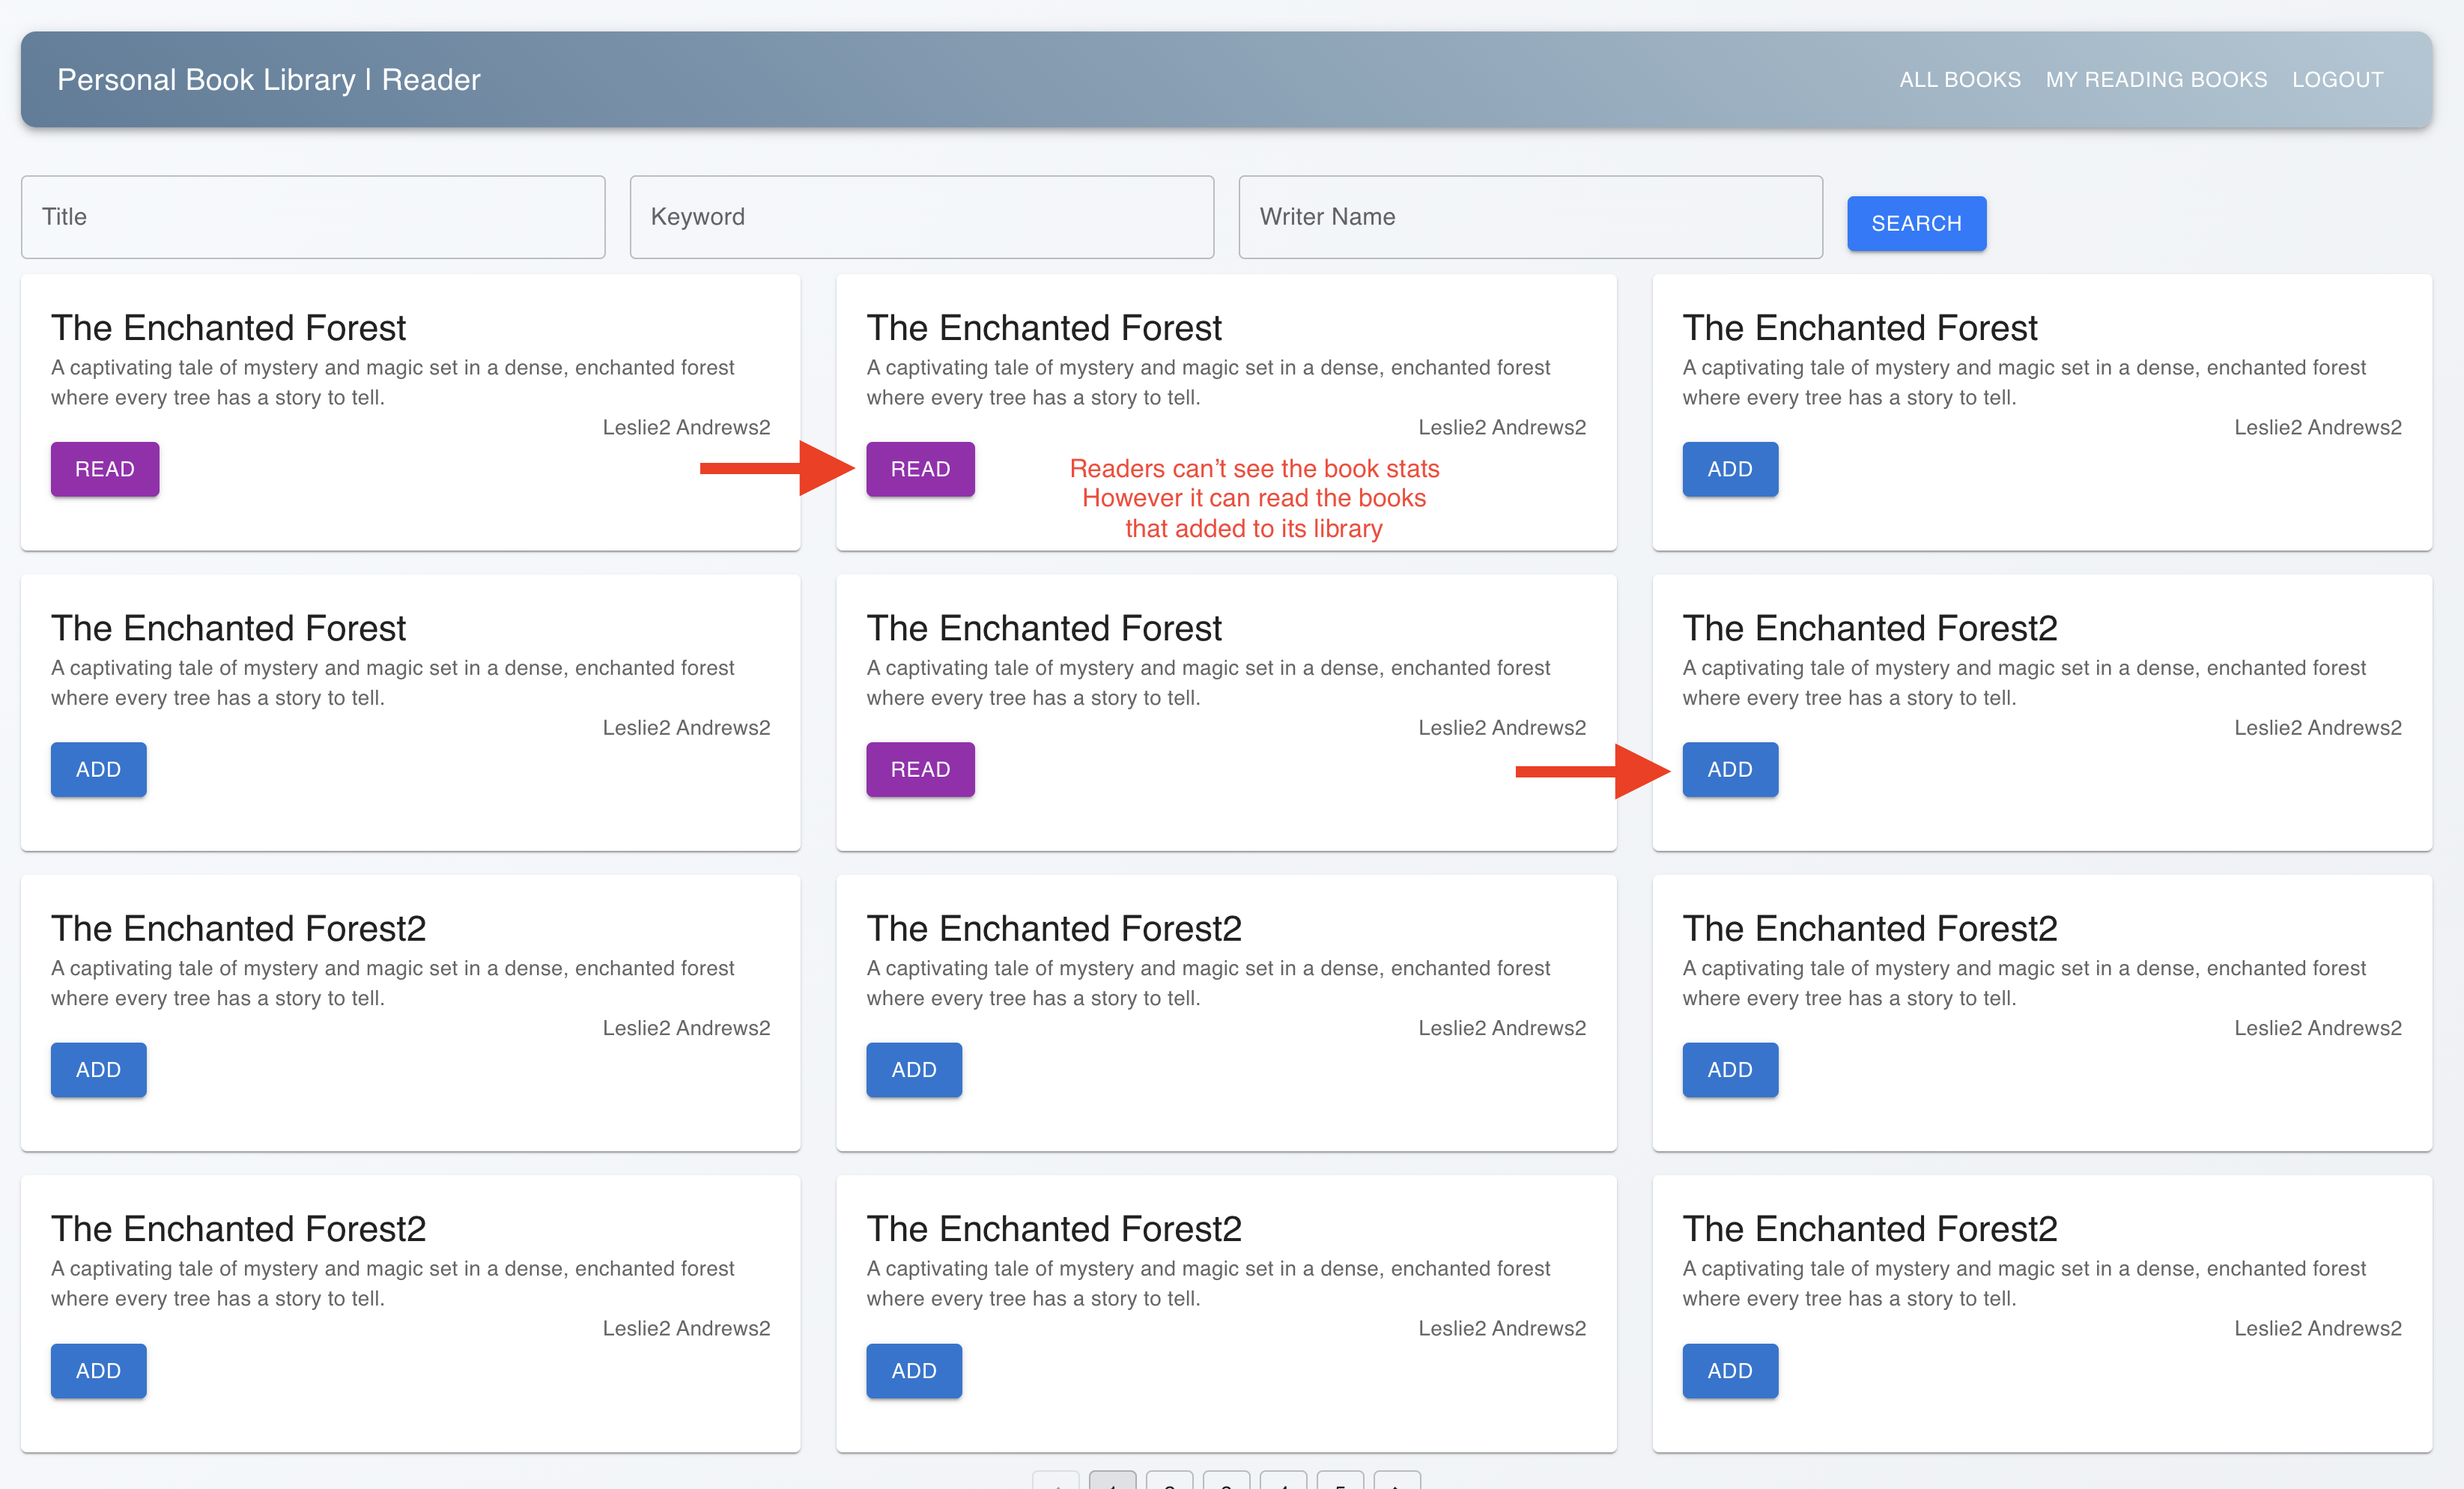 Personal Book Library | Reader
ALL BOOKS MY READING BOOKS LOGOUT
Title
Keyword
Writer Name
SEARCH
The Enchanted Forest
A captivating tale of mystery and magic set in a dense, enchanted forest
where every tree has a story to tell.
Leslie2 Andrews2
READ
The Enchanted Forest
A captivating tale of mystery and magic set in a dense, enchanted forest
where every tree has a story to tell.
Leslie2 Andrews2
READ
Readers can’t see the book stats
However it can read the books
that added to its library
The Enchanted Forest
A captivating tale of mystery and magic set in a dense, enchanted forest
where every tree has a story to tell.
Leslie2 Andrews2
ADD
The Enchanted Forest
A captivating tale of mystery and magic set in a dense, enchanted forest
where every tree has a story to tell.
Leslie2 Andrews2
ADD
The Enchanted Forest
A captivating tale of mystery and magic set in a dense, enchanted forest
where every tree has a story to tell.
Leslie2 Andrews2
READ
The Enchanted Forest2
A captivating tale of mystery and magic set in a dense, enchanted forest
where every tree has a story to tell.
Leslie2 Andrews2
ADD
The Enchanted Forest2
A captivating tale of mystery and magic set in a dense, enchanted forest
where every tree has a story to tell.
Leslie2 Andrews2
ADD
The Enchanted Forest2
A captivating tale of mystery and magic set in a dense, enchanted forest
where every tree has a story to tell.
Leslie2 Andrews2
ADD
The Enchanted Forest2
A captivating tale of mystery and magic set in a dense, enchanted forest
where every tree has a story to tell.
Leslie2 Andrews2
ADD
The Enchanted Forest2
A captivating tale of mystery and magic set in a dense, enchanted forest
where every tree has a story to tell.
Leslie2 Andrews2
ADD
The Enchanted Forest2
A captivating tale of mystery and magic set in a dense, enchanted forest
where every tree has a story to tell.
Leslie2 Andrews2
ADD
The Enchanted Forest2
A captivating tale of mystery and magic set in a dense, enchanted forest
where every tree has a story to tell.
Leslie2 Andrews2
ADD